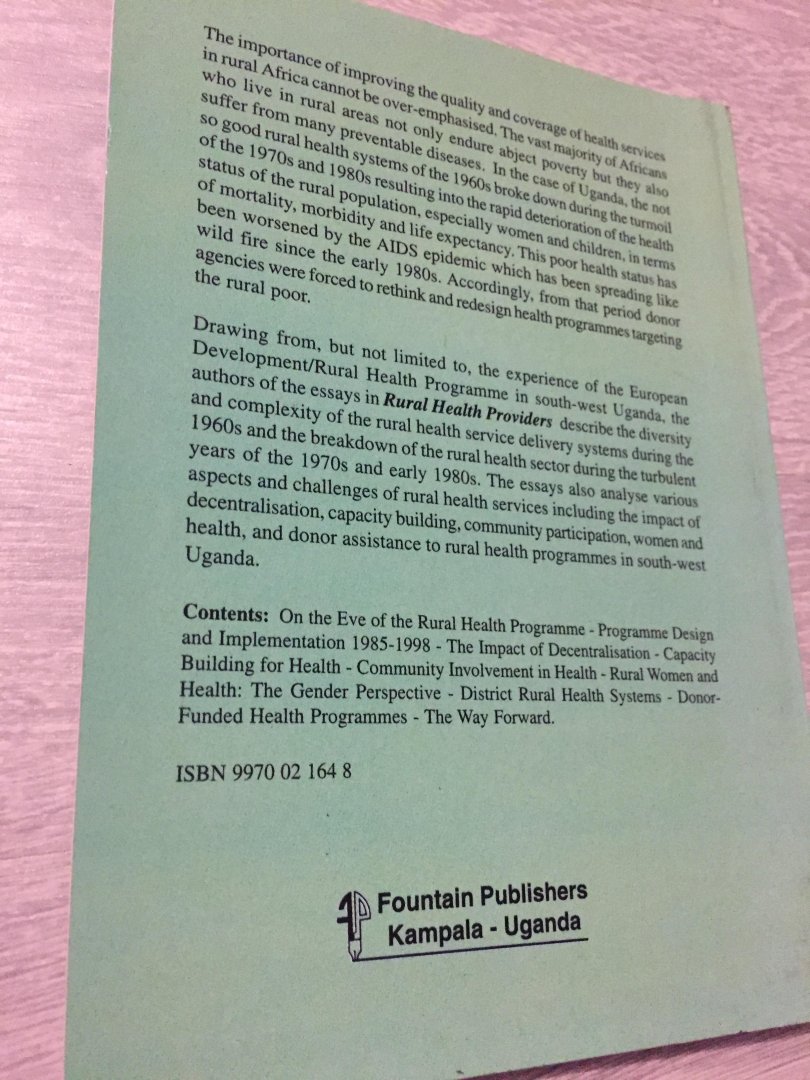 The importance of improving the quality and coverage of health services
in rural Africa cannot be over-emphasised. The vast majority of Africans
who live in rural areas not only endure abject poverty but they also
suffer from many preventable diseases. In the case of Uganda, the not
so good rural health systems of the 1960s broke down during the turmoil
of the 1970s and 1980s resulting into the rapid deterioration of the health
status of the rural population, especially women and children, in terms
of mortality, morbidity and life expectancy. This poor health status has
been worsened by the AIDS epidemic which has been spreading like
wild fire since the early 1980s. Accordingly, from that period donor
agencies were forced to rethink and redesign health programmes targeting
the rural poor.
Drawing from, but not limited to, the experience of the European
Development/Rural Health Programme in south-west Uganda, the
authors of the essays in Rural Health Providers describe the diversity
and complexity of the rural health service delivery systems during the
1960s and the breakdown of the rural health sector during the turbulent
years of the 1970s and early 1980s. The essays also analyse various
aspects and challenges of rural health services including the impact of
decentralisation, capacity building, community participation, women and
health, and donor assistance to rural health programmes in south-west
Uganda.
Contents: On the Eve of the Rural Health Programme - Programme Design
and Implementation 1985-1998 - The Impact of Decentralisation - Capacity
Building for Health - Community Involvement in Health - Rural Women and
Health: The Gender Perspective - District Rural Health Systems - Donor-
Funded Health Programmes - The Way Forward.
ISBN 9970 02 164 8
Fountain Publishers
Kampala - Uganda